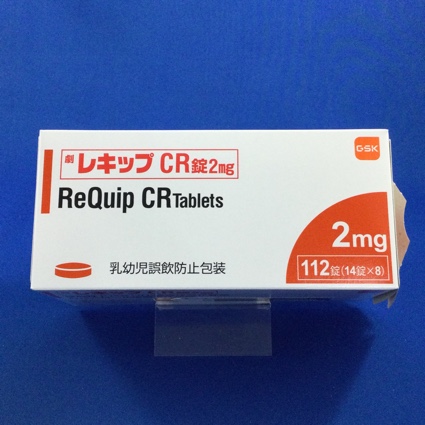 GSK
劇 レキップ CR錠2mg
ReQuip CR Tablets
2mg
112錠(14錠×8)
乳幼児誤飲防止包装